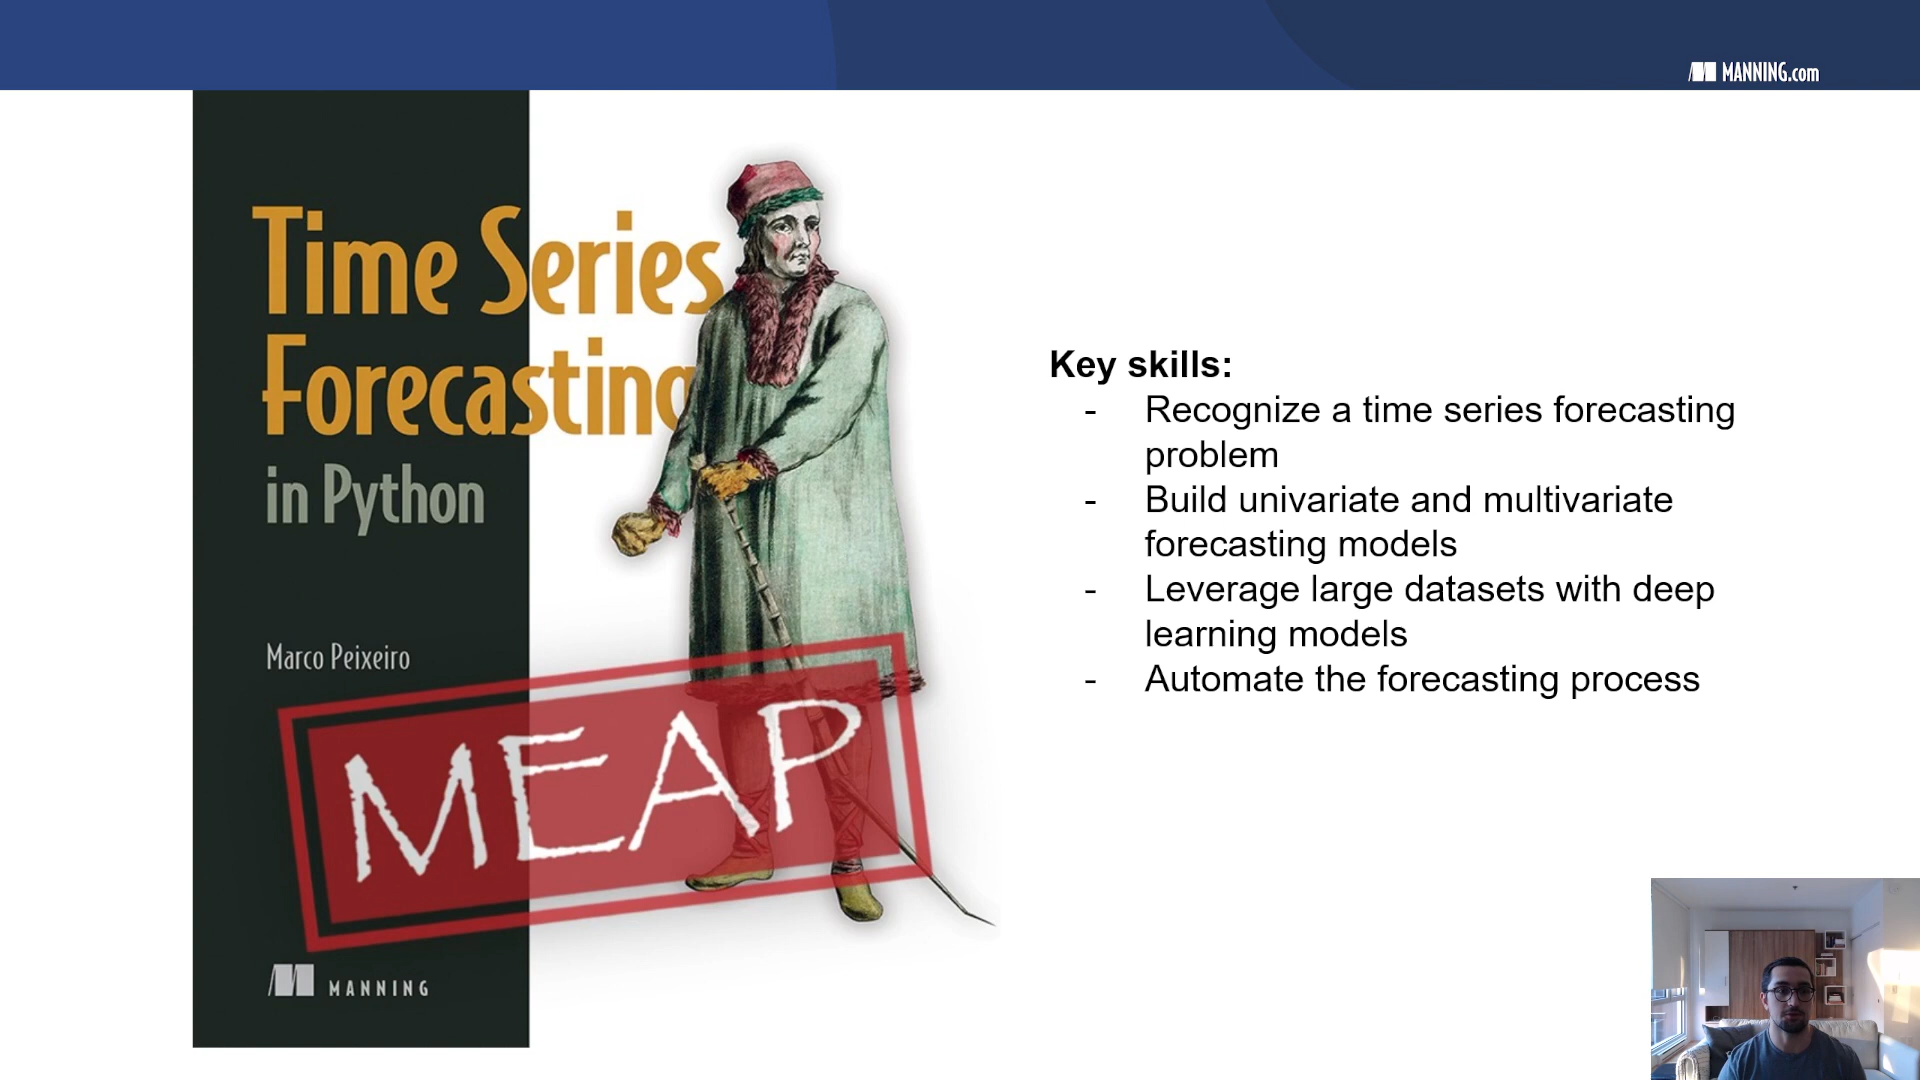 MANNING.com
Time Series
Forecasting
in Python
Marco Peixeiro
MEAP
MANNING
Key skills:
- Recognize a time series forecasting
problem
- Build univariate and multivariate
forecasting models
- Leverage large datasets with deep
learning models
- Automate the forecasting process